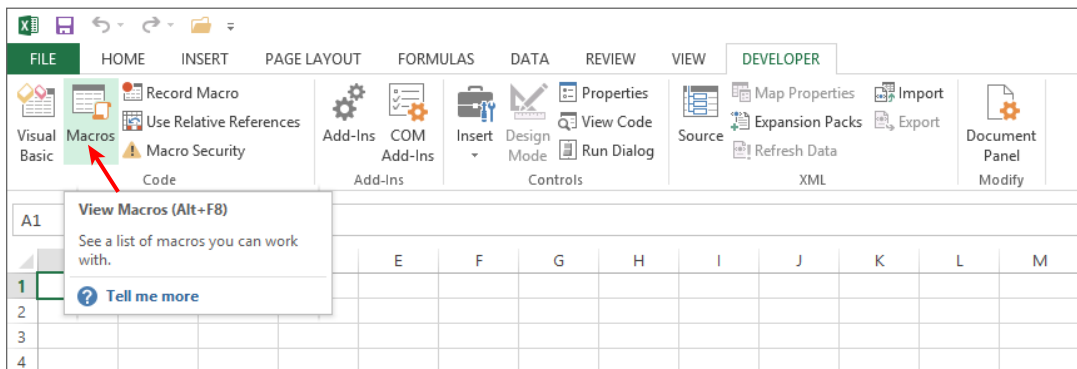 FILE HOME INSERT PAGE LAYOUT FORMULAS DATA REVIEW VIEW DEVELOPER
Visual
Basic
Macros
Record Macro
Use Relative References
Macro Security
Code
Add-Ins
COM
Add-Ins
Add-Ins
Insert
Design
Mode
Properties
View Code
Run Dialog
Controls
Source
Map Properties
Expansion Packs
Refresh Data
Import
Export
XML
Document
Panel
Modify
A1
View Macros (Alt+F8)
See a list of macros you can work
with.
Tell me more
E F G H I J K L M
1
2
3
4